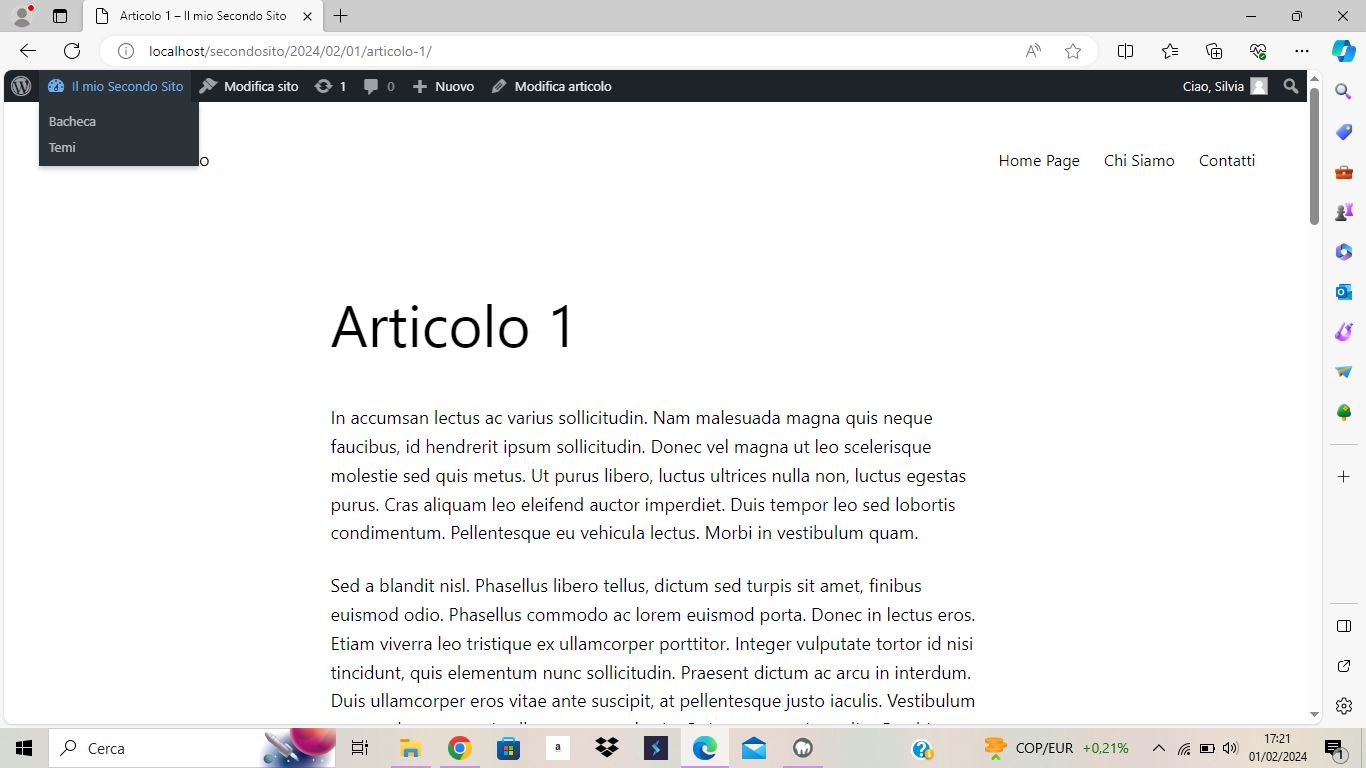 Articolo 1 – Il mio Secondo Sito
localhost/secondosito/2024/02/01/articolo-1/
Il mio Secondo Sito
Modifica sito
1
0
Nuovo
Modifica articolo
Ciao, Silvia
Bacheca
Temi
o
Home Page
Chi Siamo
Contatti
Articolo 1
In accumsan lectus ac varius sollicitudin. Nam malesuada magna quis neque
faucibus, id hendrerit ipsum sollicitudin. Donec vel magna ut leo scelerisque
molestie sed quis metus. Ut purus libero, luctus ultrices nulla non, luctus egestas
purus. Cras aliquam leo eleifend auctor imperdiet. Duis tempor leo sed lobortis
condimentum. Pellentesque eu vehicula lectus. Morbi in vestibulum quam.
Sed a blandit nisl. Phasellus libero tellus, dictum sed turpis sit amet, finibus
euismod odio. Phasellus commodo ac lorem euismod porta. Donec in lectus eros.
Etiam viverra leo tristique ex ullamcorper porttitor. Integer vulputate tortor id nisi
tincidunt, quis elementum nunc sollicitudin. Praesent dictum ac arcu in interdum.
Duis ullamcorper eros vitae ante suscipit, at pellentesque justo iaculis. Vestibulum
Cerca
a
COP/EUR +0,21%
17:21
01/02/2024
1